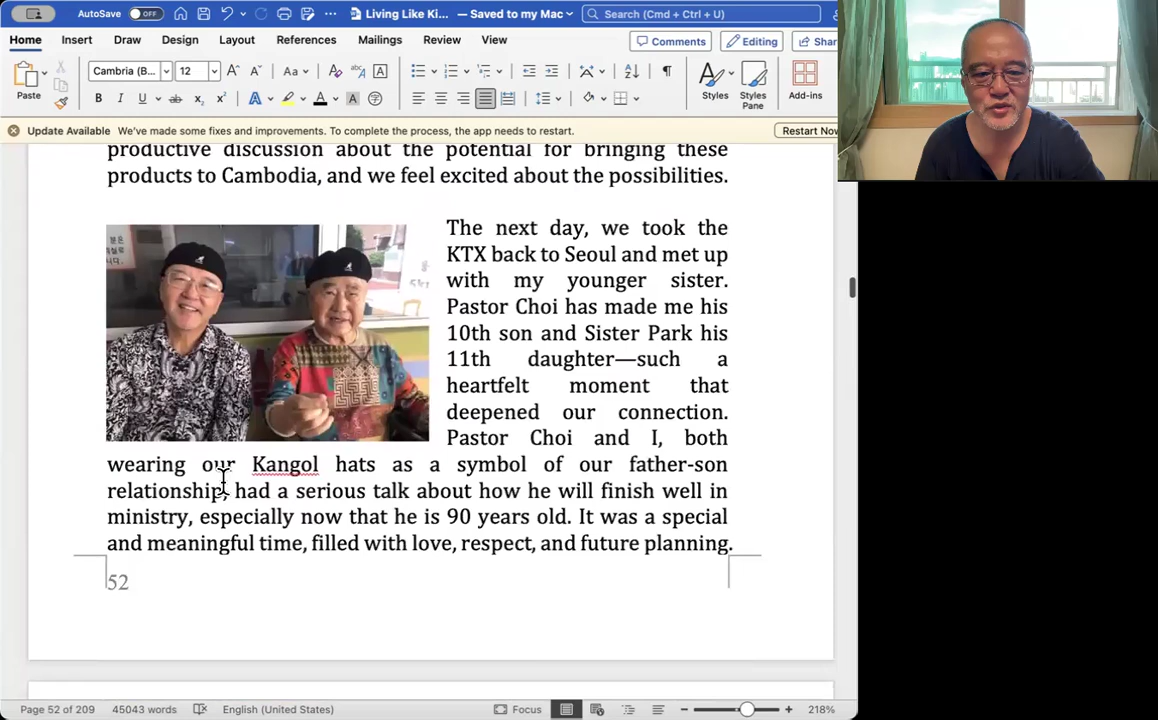 AutoSave OFF
Living Like Ki... — Saved to my Mac
Search (Cmd + Ctrl + U)
Home Insert Draw Design Layout References Mailings Review View
Comments Editing Shar
Paste
Cambria (B... 12
Styles
Styles Pane
Add-ins
Update Available We've made some fixes and improvements. To complete the process, the app needs to restart.
Restart Now
productive discussion about the potential for bringing these
products to Cambodia, and we feel excited about the possibilities.
The next day, we took the
KTX back to Seoul and met up
with my younger sister.
Pastor Choi has made me his
10th son and Sister Park his
11th daughter—such a
heartfelt moment that
deepened our connection.
Pastor Choi and I, both
wearing our Kangol hats as a symbol of our father-son
relationship, had a serious talk about how he will finish well in
ministry, especially now that he is 90 years old. It was a special
and meaningful time, filled with love, respect, and future planning.
52
Page 52 of 209 45043 words English (United States) Focus 218%